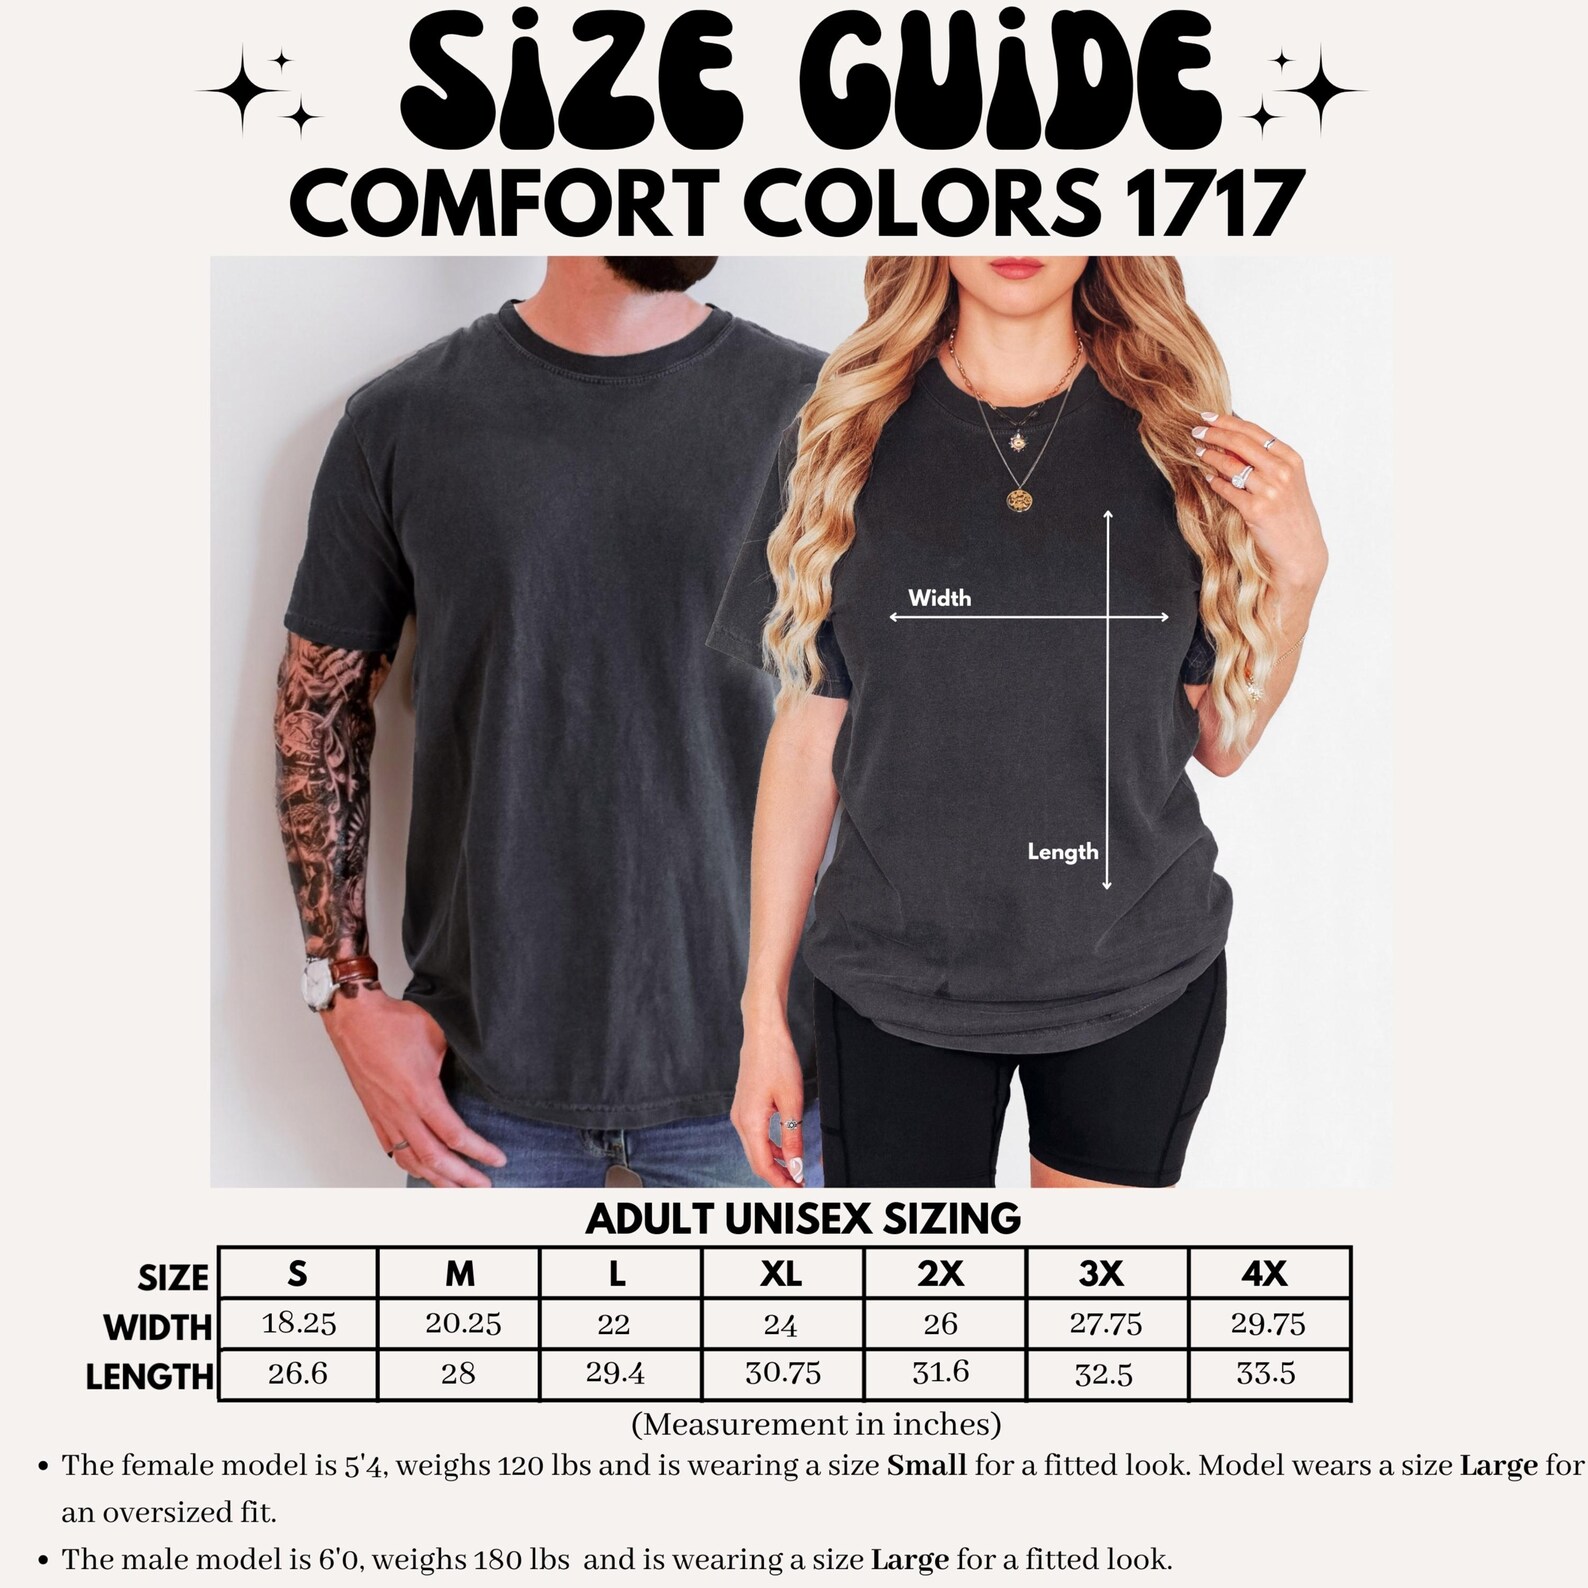 SiZE GUiDE
COMFORT COLORS 1717
Width
Length
ADULT UNISEX SIZING
SIZE S M L XL 2X 3X 4X
WIDTH 18.25 20.25 22 24 26 27.75 29.75
LENGTH 26.6 28 29.4 30.75 31.6 32.5 33.5
(Measurement in inches)
• The female model is 5'4, weighs 120 lbs and is wearing a size Small for a fitted look. Model wears a size Large for
an oversized fit.
• The male model is 6'0, weighs 180 lbs and is wearing a size Large for a fitted look.